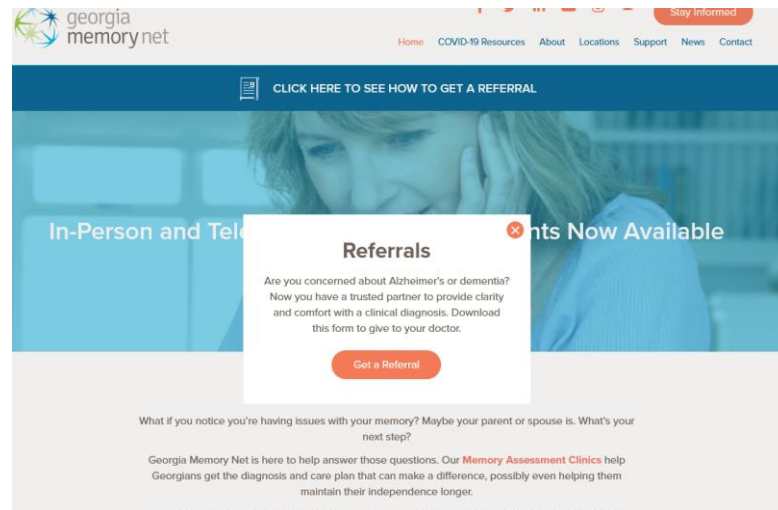 georgia
memory net
Stay Informed
Home COVID-19 Resources About Locations Support News Contact
CLICK HERE TO SEE HOW TO GET A REFERRAL
In-Person and Tele nts Now Available
Referrals
Are you concerned about Alzheimer's or dementia?
Now you have a trusted partner to provide clarity
and comfort with a clinical diagnosis. Download
this form to give to your doctor.
Get a Referral
What if you notice you're having issues with your memory? Maybe your parent or spouse is. What's your
next step?
Georgia Memory Net is here to help answer those questions. Our Memory Assessment Clinics help
Georgians get the diagnosis and care plan that can make a difference, possibly even helping them
maintain their independence longer.